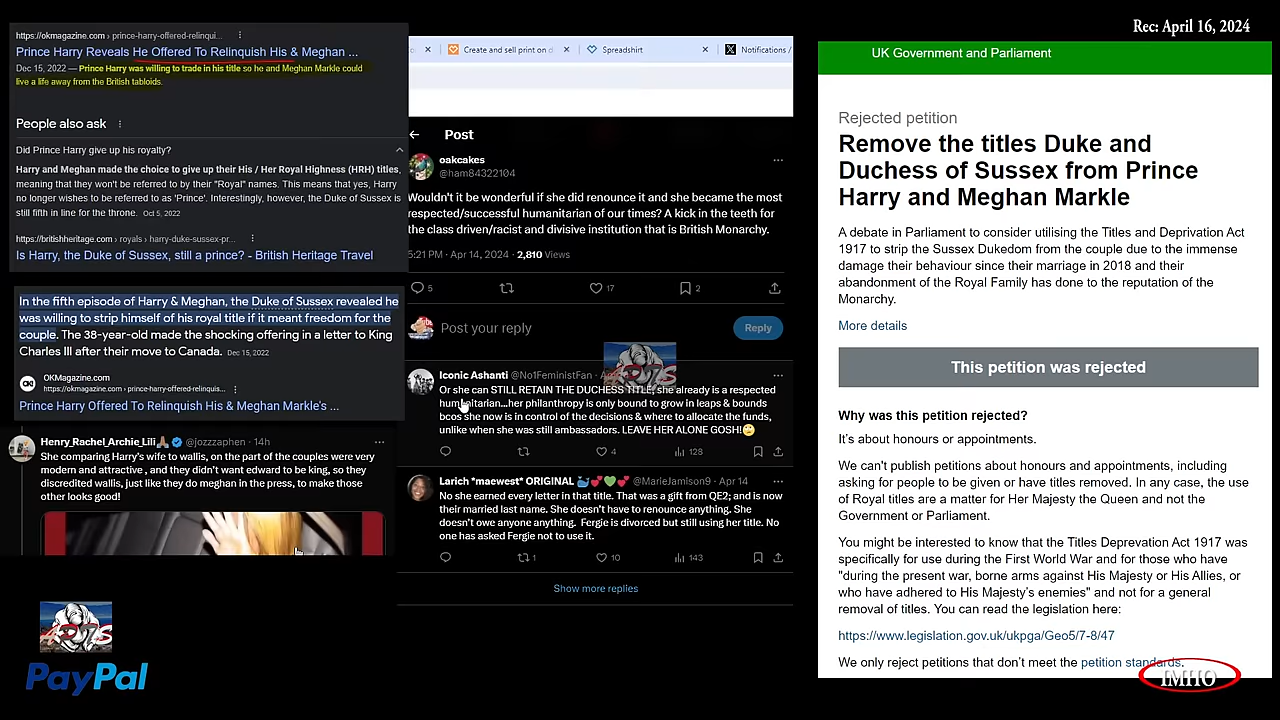 Rec: April 16, 2024
https://okmagazine.com › prince-harry-offered-relinqui...
Prince Harry Reveals He Offered To Relinquish His & Meghan ...
Dec 15, 2022 — Prince Harry was willing to trade in his title so he and Meghan Markle could
live a life away from the British tabloids.
People also ask
Did Prince Harry give up his royalty?
Harry and Meghan made the choice to give up their His / Her Royal Highness (HRH) titles,
meaning that they won't be referred to by their "Royal" names. This means that yes, Harry
no longer wishes to be referred to as 'Prince'. Interestingly, however, the Duke of Sussex is
still fifth in line for the throne. Oct 5, 2022
https://britishheritage.com › royals › harry-duke-sussex-pr...
Is Harry, the Duke of Sussex, still a prince? - British Heritage Travel
In the fifth episode of Harry & Meghan, the Duke of Sussex revealed he
was willing to strip himself of his royal title if it meant freedom for the
couple. The 38-year-old made the shocking offering in a letter to King
Charles III after their move to Canada. Dec 15, 2022
OK
OKMagazine.com
https://okmagazine.com › prince-harry-offered-relinquis...
Prince Harry Offered To Relinquish His & Meghan Markle's ...
Henry_Rachel_Archie_Lili @jozzaphen · 14h
She comparing Harry's wife to wallis, on the part of the couples were very
modern and attractive , and they didn't want edward to be king, so they
discredited wallis, just like they do meghan in the press, to make those
other looks good!
PayPal
Create and sell print on d
Spreadshirt
Notifications /
Post
oakcakes
@ham84322104
Wouldn't it be wonderful if she did renounce it and she became the most
respected/successful humanitarian of our times? A kick in the teeth for
the class driven/racist and divisive institution that is British Monarchy.
5:21 PM · Apr 14, 2024 · 2,810 Views
5 17 2
Post your reply
Reply
Iconic Ashanti @No1FeministFan ·
Or she can STILL RETAIN THE DUCHESS TITLE, she already is a respected
humanitarian...her philanthropy is only bound to grow in leaps & bounds
bcos she now is in control of the decisions & where to allocate the funds,
unlike when she was still ambassadors. LEAVE HER ALONE GOSH!🙄
4 128
Larich *maewest* ORIGINAL 🐳💕💚💕 @MarieJamison9 · Apr 14
No she earned every letter in that title. That was a gift from QE2; and is now
their married last name. She doesn't have to renounce anything. She
doesn't owe anyone anything. Fergie is divorced but still using her title. No
one has asked Fergie not to use it.
1 10 143
Show more replies
UK Government and Parliament
Rejected petition
Remove the titles Duke and
Duchess of Sussex from Prince
Harry and Meghan Markle
A debate in Parliament to consider utilising the Titles and Deprivation Act
1917 to strip the Sussex Dukedom from the couple due to the immense
damage their behaviour since their marriage in 2018 and their
abandonment of the Royal Family has done to the reputation of the
Monarchy.
More details
This petition was rejected
Why was this petition rejected?
It's about honours or appointments.
We can't publish petitions about honours and appointments, including
asking for people to be given or have titles removed. In any case, the use
of Royal titles are a matter for Her Majesty the Queen and not the
Government or Parliament.
You might be interested to know that the Titles Deprevation Act 1917 was
specifically for use during the First World War and for those who have
"during the present war, borne arms against His Majesty or His Allies, or
who have adhered to His Majesty's enemies" and not for a general
removal of titles. You can read the legislation here:
https://www.legislation.gov.uk/ukpga/Geo5/7-8/47
We only reject petitions that don't meet the petition standards.
IMHO